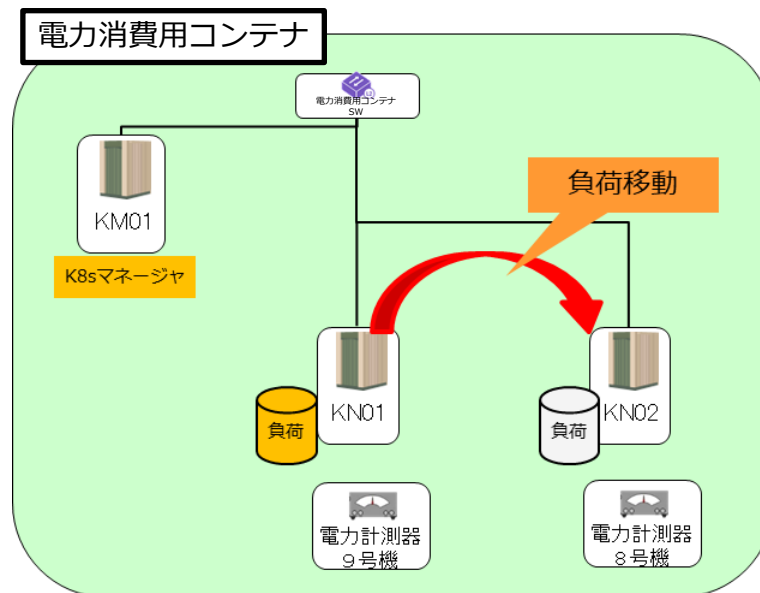 電力消費用コンテナ
電力消費用コンテナ
SW
KM01
K8sマネージャ
負荷移動
KN01
負荷
KN02
負荷
電力計測器
9号機
電力計測器
8号機